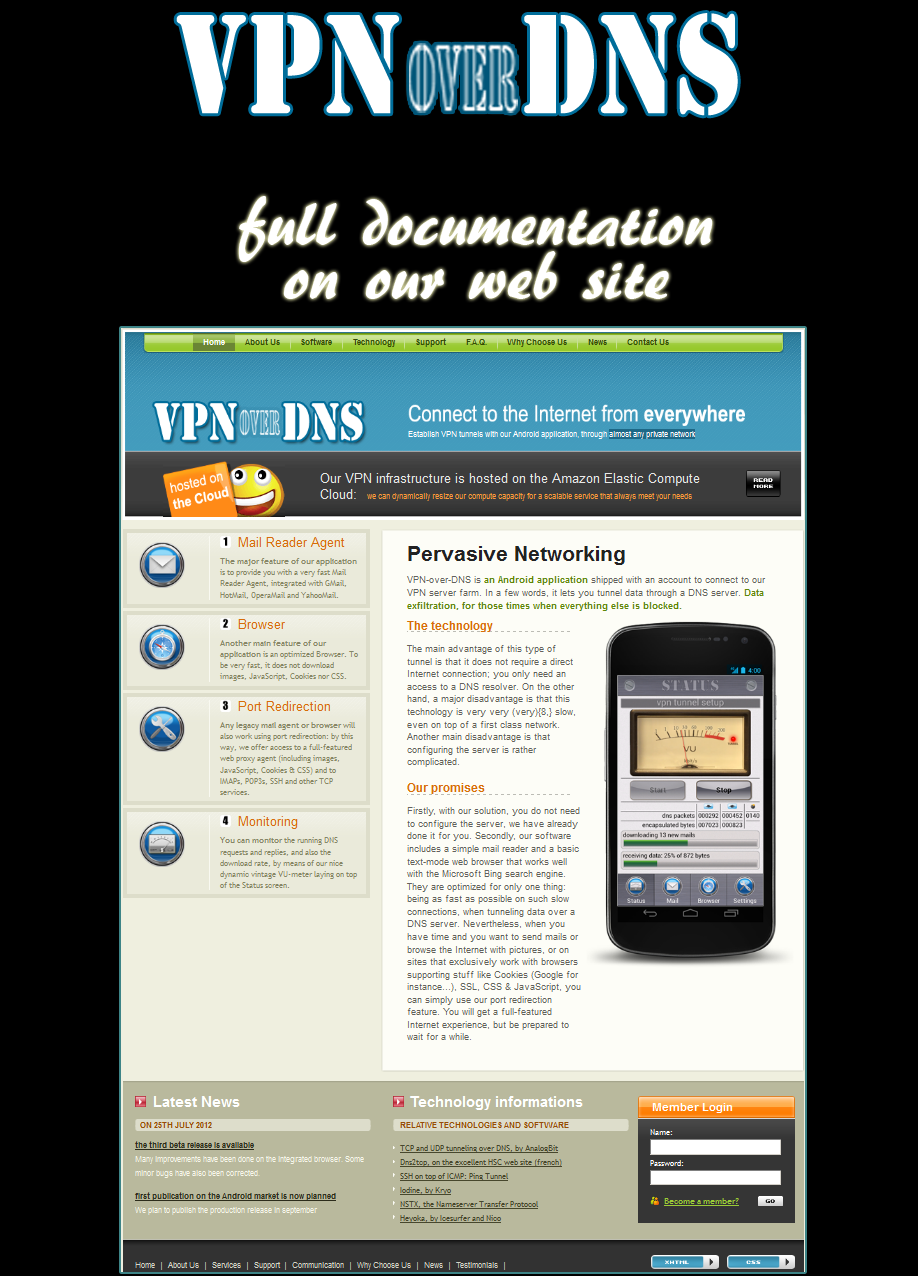 VPN OVER DNS
full documentation
on our web site
Home About Us Software Technology Support F.A.Q. Why Choose Us News Contact Us
VPN OVER DNS
Connect to the Internet from everywhere
Establish VPN tunnels with our Android application, through almost any private network
hosted on
the Cloud
Our VPN infrastructure is hosted on the Amazon Elastic Compute
Cloud: we can dynamically resize our compute capacity for a scalable service that always meet your needs
READ
MORE
1 Mail Reader Agent
The major feature of our application
is to provide you with a very fast Mail
Reader Agent, integrated with GMail,
HotMail, OperaMail and YahooMail.
2 Browser
Another main feature of our
application is an optimized Browser. To
be very fast, it does not download
images, JavaScript, Cookies nor CSS.
3 Port Redirection
Any legacy mail agent or browser will
also work using port redirection: by this
way, we offer access to a full-featured
web proxy agent (including images,
JavaScript, Cookies & CSS) and to
IMAPs, POP3s, SSH and other TCP
services.
4 Monitoring
You can monitor the running DNS
requests and replies, and also the
download rate, by means of our nice
dynamic vintage VU-meter laying on top
of the Status screen.
Pervasive Networking
VPN-over-DNS is an Android application shipped with an account to connect to our
VPN server farm. In a few words, it lets you tunnel data through a DNS server. Data
exfiltration, for those times when everything else is blocked.
The technology
The main advantage of this type of
tunnel is that it does not require a direct
Internet connection; you only need an
access to a DNS resolver. On the other
hand, a major disadvantage is that this
technology is very very (very){8,} slow,
even on top of a first class network.
Another main disadvantage is that
configuring the server is rather
complicated.
Our promises
Firstly, with our solution, you do not need
to configure the server, we have already
done it for you. Secondly, our software
includes a simple mail reader and a basic
text-mode web browser that works well
with the Microsoft Bing search engine.
They are optimized for only one thing:
being as fast as possible on such slow
connections, when tunneling data over a
DNS server. Nevertheless, when you
have time and you want to send mails or
browse the Internet with pictures, or on
sites that exclusively work with browsers
supporting stuff like Cookies (Google for
instance...), SSL, CSS & JavaScript, you
can simply use our port redirection
feature. You will get a full-featured
Internet experience, but be prepared to
wait for a while.
4:00
STATUS
vpn tunnel setup
VU
Start Stop
dns packets 000292 000452 0140
encapsulated bytes 007023 000823
downloading 13 new mails
receiving data: 25% of 872 bytes
Status Mail Browser Settings
Latest News
ON 25TH JULY 2012
the third beta release is available
Many improvements have been done on the integrated browser. Some
minor bugs have also been corrected.
first publication on the Android market is now planned
We plan to publish the production release in september
Technology informations
RELATIVE TECHNOLOGIES AND SOFTWARE
TCP and UDP tunneling over DNS, by AnalogBit
Dns2tcp, on the excellent HSC web site (french)
SSH on top of ICMP: Ping Tunnel
Iodine, by Kryo
NSTX, the Nameserver Transfer Protocol
Heyoka, by Icesurfer and Nico
Member Login
Name:
Password:
Become a member? GO
Home | About Us | Services | Support | Communication | Why Choose Us | News | Testimonials |
XHTML CSS